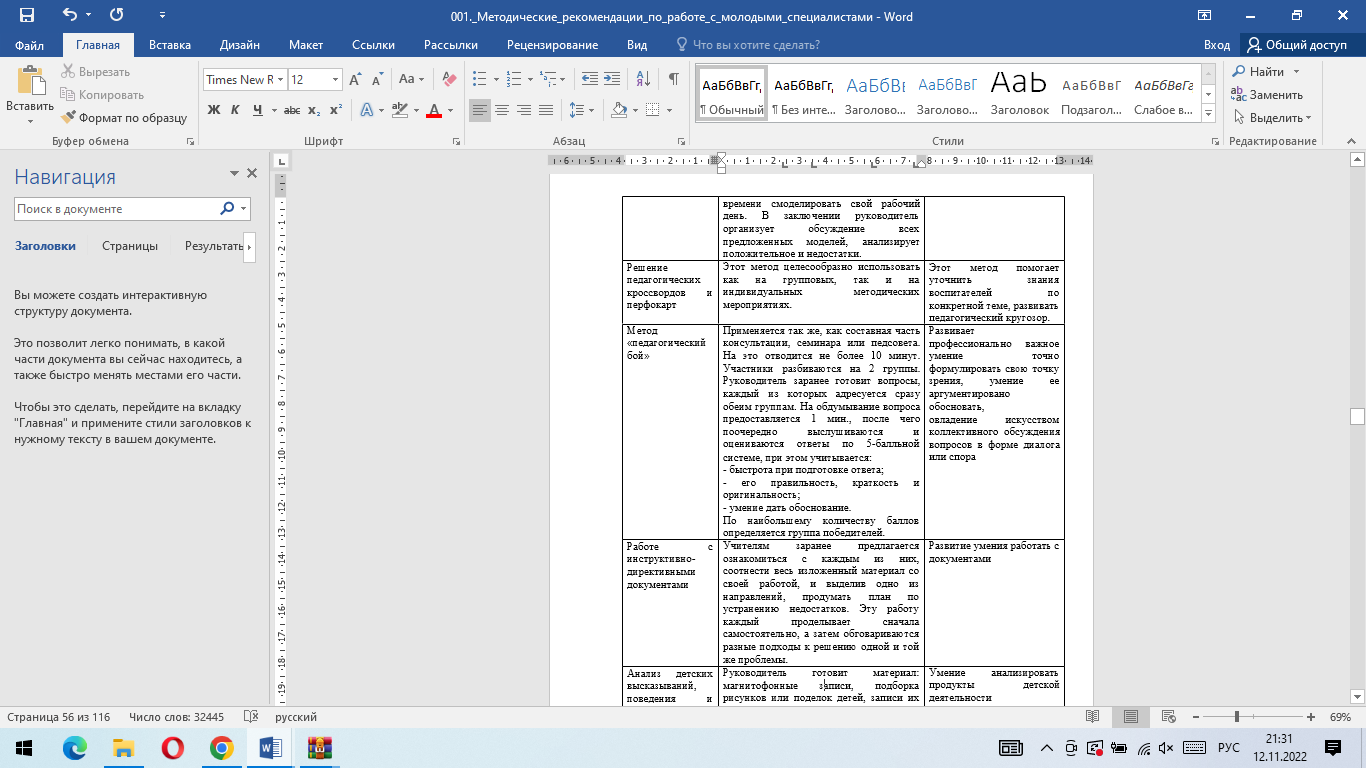 001._Методические_рекомендации_по_работе_с_молодыми_специалистами - Word
Файл Главная Вставка Дизайн Макет Ссылки Рассылки Рецензирование Вид Что вы хотите сделать? Вход Общий доступ
Вставить
Вырезать
Копировать
Формат по образцу
Буфер обмена
Times New R 12
Ж К Ч abc x₂ x²
Шрифт
Абзац
АаБбВвГг, АаБбВвГг, АаБбВв АаБбВвГ АаБ АаБбВвГ АаБбВвГг
¶ Обычный ¶ Без инте... Заголово... Заголово... Заголовок Подзагол... Слабое в...
Стили
Найти
Заменить
Выделить
Редактирование
Навигация
Поиск в документе
Заголовки Страницы Результаты
Вы можете создать интерактивную
структуру документа.
Это позволит легко понимать, в какой
части документа вы сейчас находитесь, а
также быстро менять местами его части.
Чтобы это сделать, перейдите на вкладку
"Главная" и примените стили заголовков к
нужному тексту в вашем документе.
времени смоделировать свой рабочий
день. В заключении руководитель
организует обсуждение всех
предложенных моделей, анализирует
положительное и недостатки.
Решение
педагогических
кроссвордов и
перфокарт
Этот метод целесообразно использовать
как на групповых, так и на
индивидуальных методических
мероприятиях.
Этот метод помогает
уточнить знания
воспитателей по
конкретной теме, развивать
педагогический кругозор.
Метод
«педагогический
бой»
Применяется так же, как составная часть
консультации, семинара или педсовета.
На это отводится не более 10 минут.
Участники разбиваются на 2 группы.
Руководитель заранее готовит вопросы,
каждый из которых адресуется сразу
обеим группам. На обдумывание вопроса
предоставляется 1 мин., после чего
поочередно выслушиваются и
оцениваются ответы по 5-балльной
системе, при этом учитывается:
- быстрота при подготовке ответа;
- его правильность, краткость и
оригинальность;
- умение дать обоснование.
По наибольшему количеству баллов
определяется группа победителей.
Развивает
профессионально важное
умение точно
формулировать свою точку
зрения, умение ее
аргументировано
обосновать,
овладение искусством
коллективного обсуждения
вопросов в форме диалога
или спора
Работе с
инструктивно-
директивными
документами
Учителям заранее предлагается
ознакомиться с каждым из них,
соотнести весь изложенный материал со
своей работой, и выделив одно из
направлений, продумать план по
устранению недостатков. Эту работу
каждый проделывает сначала
самостоятельно, а затем обговариваются
разные подходы к решению одной и той
же проблемы.
Развитие умения работать с
документами
Анализ детских
высказываний,
поведения и
Руководитель готовит материал:
магнитофонные записи, подборка
рисунков или поделок детей, записи их
Умение анализировать
продукты детской
деятельности
Страница 56 из 116 Число слов: 32445 русский 69%
РУС
21:31
12.11.2022